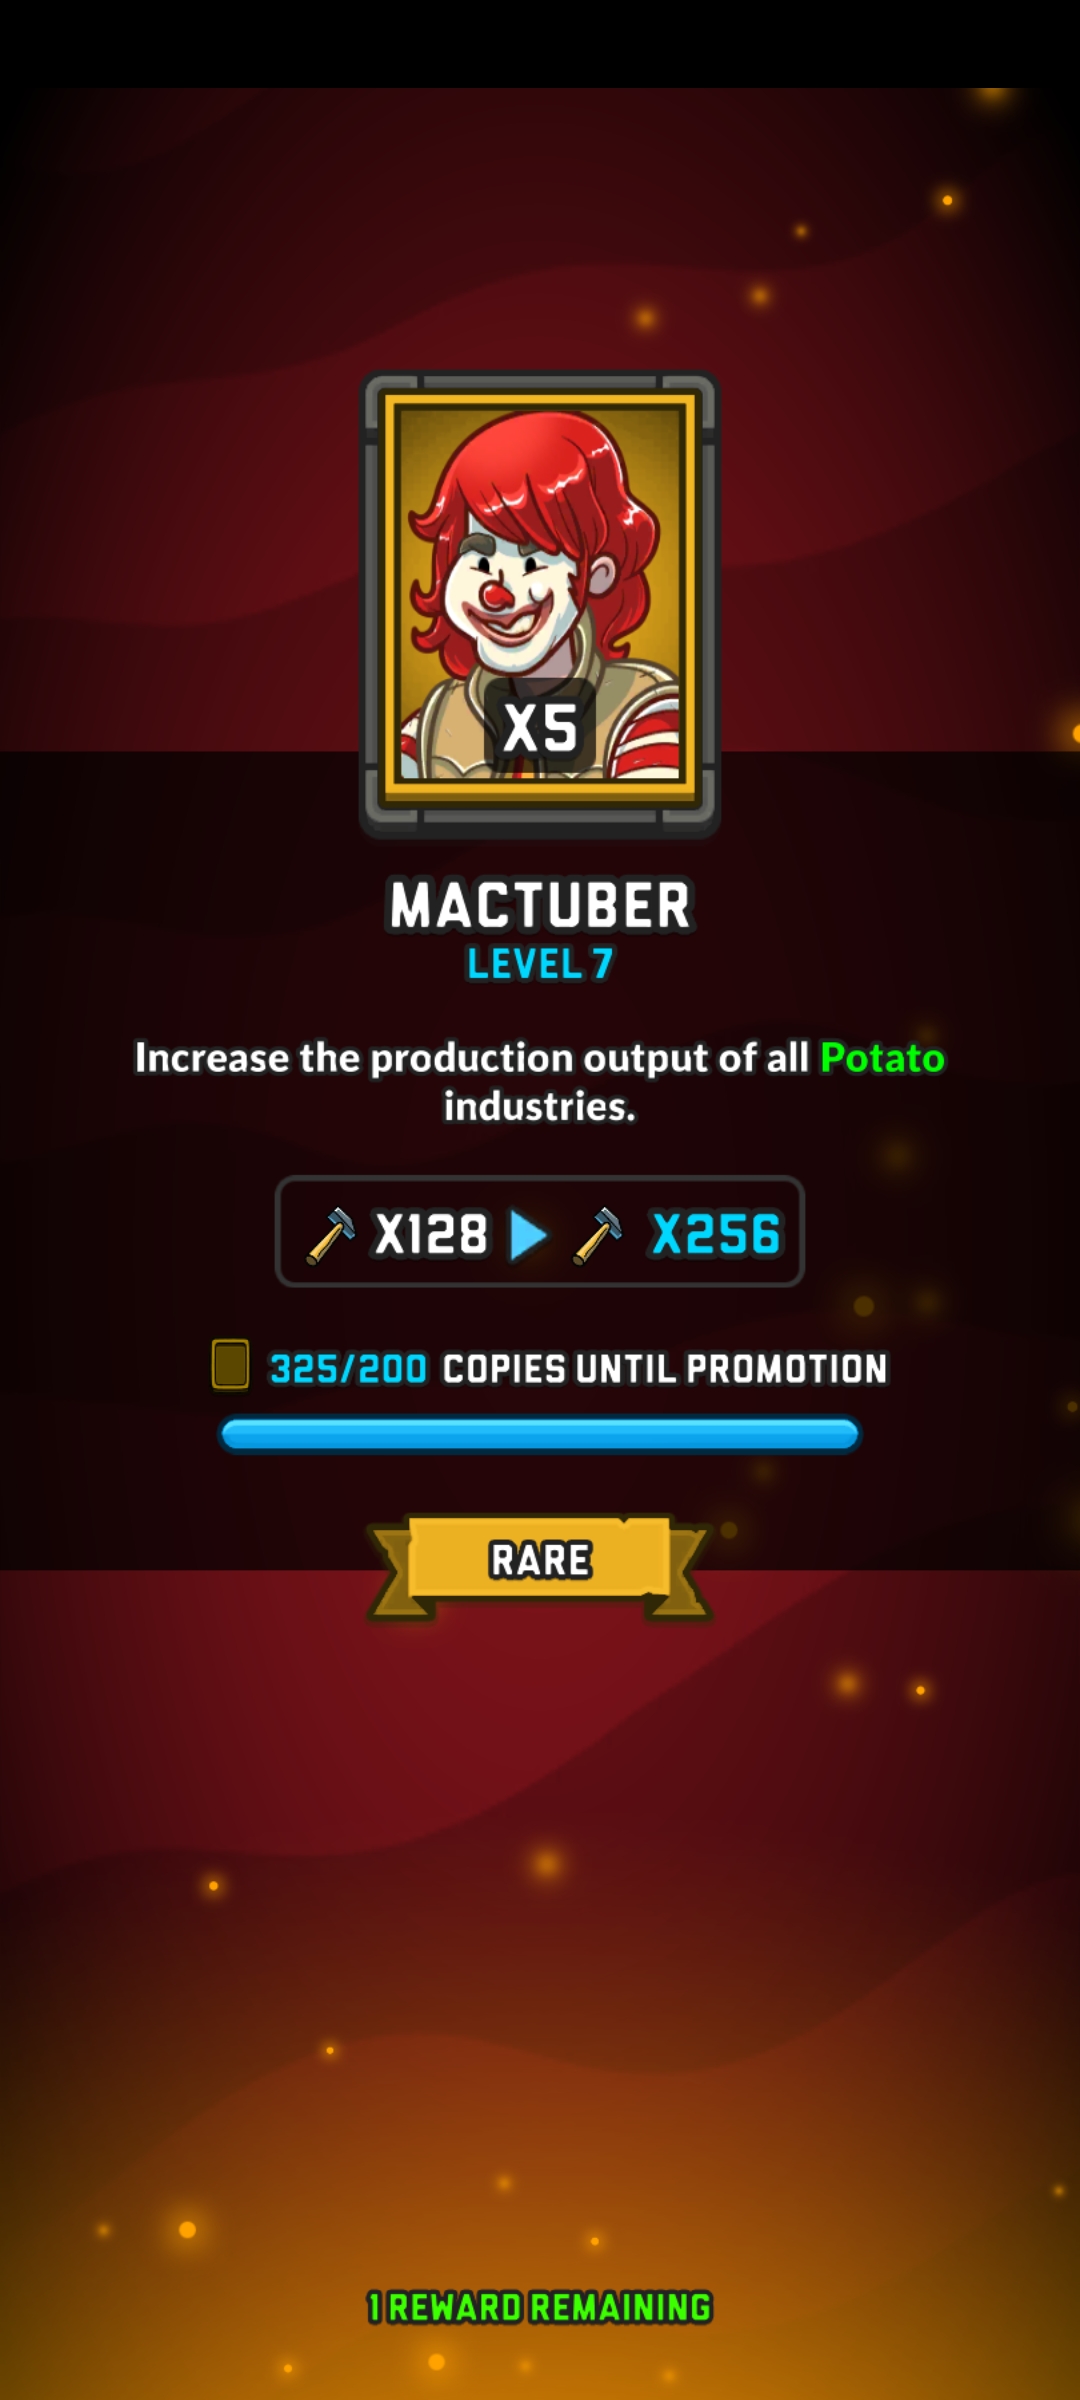 X5
MACTUBER
LEVEL 7
Increase the production output of all Potato
industries.
X128 X256
325/200 COPIES UNTIL PROMOTION
RARE
1 REWARD REMAINING